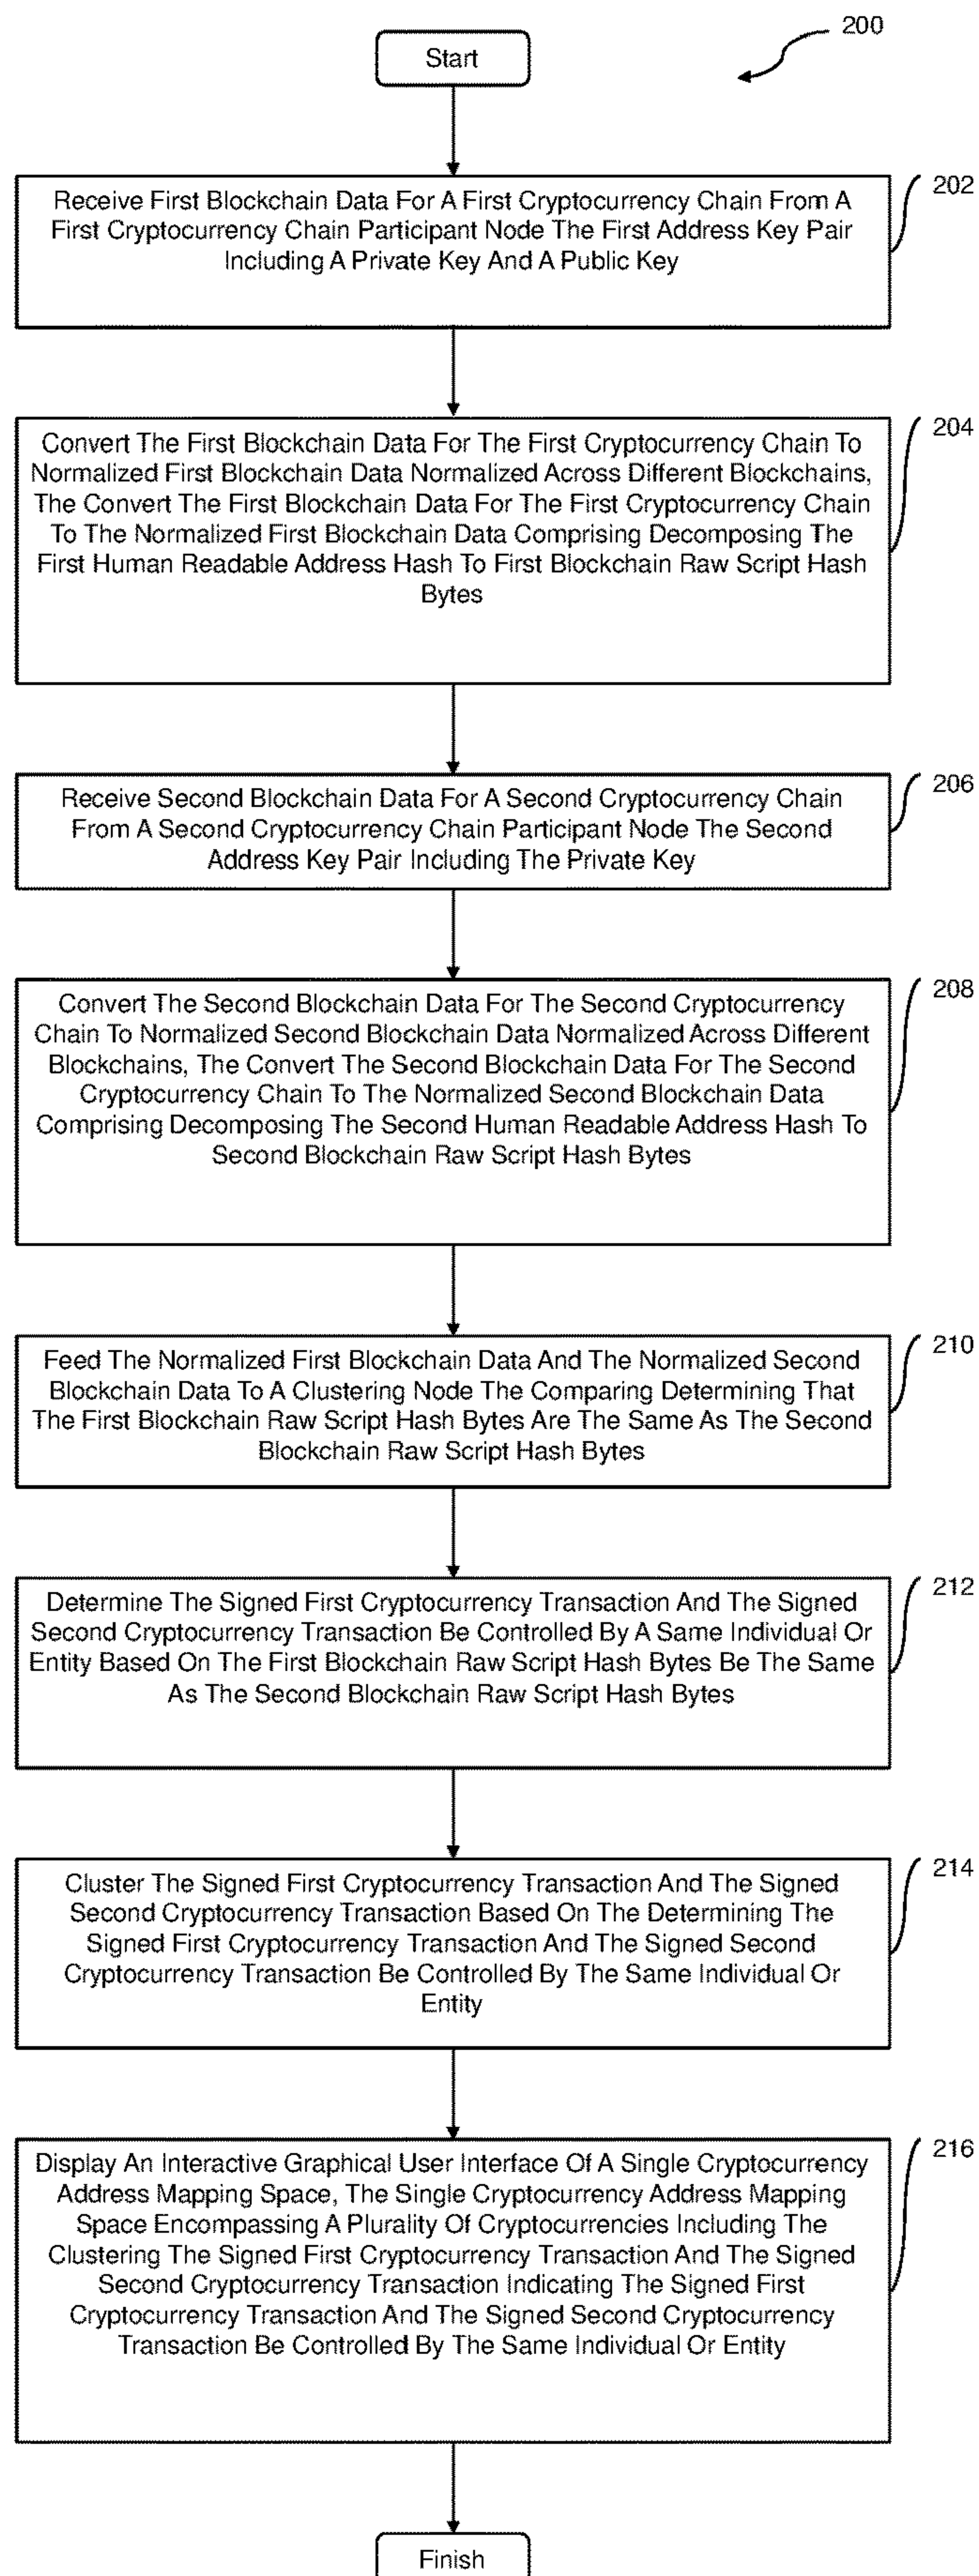 200
Start
202
Receive First Blockchain Data For A First Cryptocurrency Chain From A
First Cryptocurrency Chain Participant Node The First Address Key Pair
Including A Private Key And A Public Key
204
Convert The First Blockchain Data For The First Cryptocurrency Chain To
Normalized First Blockchain Data Normalized Across Different Blockchains,
The Convert The First Blockchain Data For The First Cryptocurrency Chain
To The Normalized First Blockchain Data Comprising Decomposing The
First Human Readable Address Hash To First Blockchain Raw Script Hash
Bytes
206
Receive Second Blockchain Data For A Second Cryptocurrency Chain
From A Second Cryptocurrency Chain Participant Node The Second
Address Key Pair Including The Private Key
208
Convert The Second Blockchain Data For The Second Cryptocurrency
Chain To Normalized Second Blockchain Data Normalized Across Different
Blockchains, The Convert The Second Blockchain Data For The Second
Cryptocurrency Chain To The Normalized Second Blockchain Data
Comprising Decomposing The Second Human Readable Address Hash To
Second Blockchain Raw Script Hash Bytes
210
Feed The Normalized First Blockchain Data And The Normalized Second
Blockchain Data To A Clustering Node The Comparing Determining That
The First Blockchain Raw Script Hash Bytes Are The Same As The Second
Blockchain Raw Script Hash Bytes
212
Determine The Signed First Cryptocurrency Transaction And The Signed
Second Cryptocurrency Transaction Be Controlled By A Same Individual Or
Entity Based On The First Blockchain Raw Script Hash Bytes Be The Same
As The Second Blockchain Raw Script Hash Bytes
214
Cluster The Signed First Cryptocurrency Transaction And The Signed
Second Cryptocurrency Transaction Based On The Determining The
Signed First Cryptocurrency Transaction And The Signed Second
Cryptocurrency Transaction Be Controlled By The Same Individual Or
Entity
216
Display An Interactive Graphical User Interface Of A Single Cryptocurrency
Address Mapping Space, The Single Cryptocurrency Address Mapping
Space Encompassing A Plurality Of Cryptocurrencies Including The
Clustering The Signed First Cryptocurrency Transaction And The Signed
Second Cryptocurrency Transaction Indicating The Signed First
Cryptocurrency Transaction And The Signed Second Cryptocurrency
Transaction Be Controlled By The Same Individual Or Entity
Finish